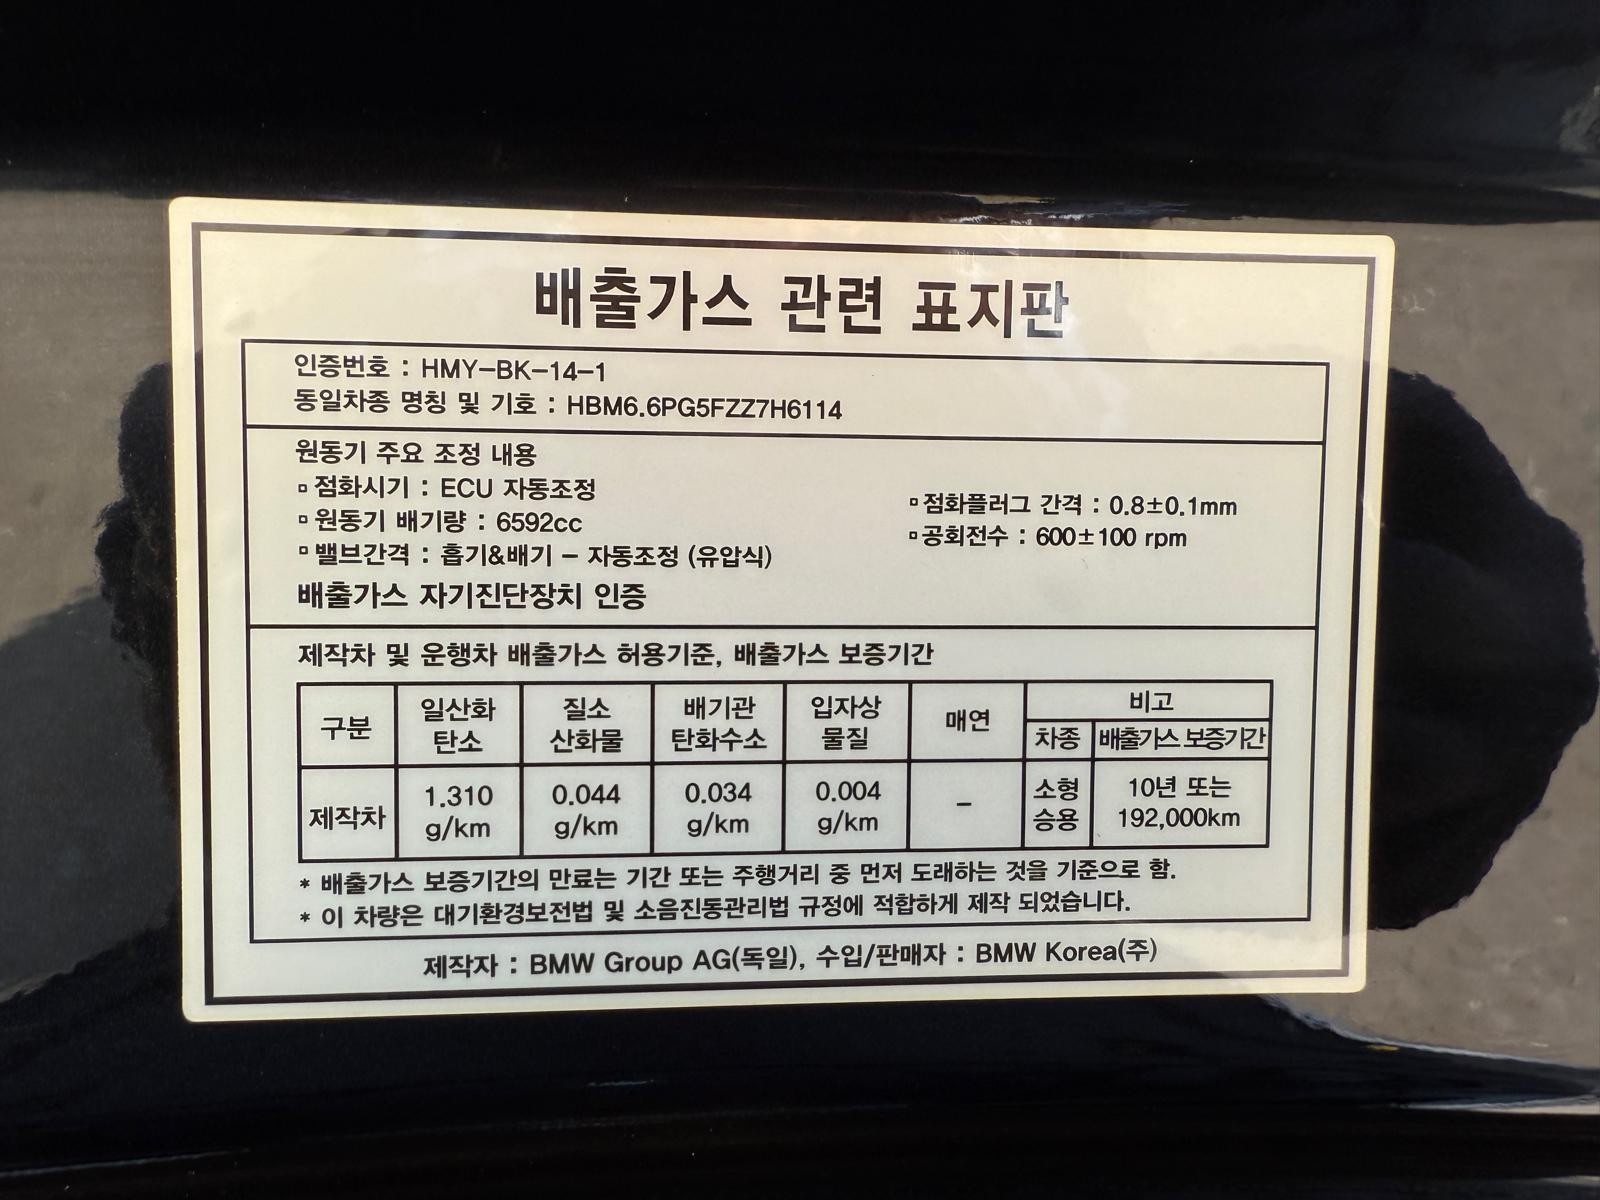 배출가스 관련 표지판
인증번호 : HMY-BK-14-1
동일차종 명칭 및 기호 : HBM6.6PG5FZZ7H6114
원동기 주요 조정 내용
▫점화시기 : ECU 자동조정
▫점화플러그 간격 : 0.8±0.1mm
▫원동기 배기량 : 6592cc
▫공회전수 : 600±100 rpm
▫밸브간격 : 흡기&배기 - 자동조정 (유압식)
배출가스 자기진단장치 인증
제작차 및 운행차 배출가스 허용기준, 배출가스 보증기간
구분 일산화탄소 질소산화물 배기관탄화수소 입자상물질 매연 비고
차종 배출가스 보증기간
제작차 1.310 g/km 0.044 g/km 0.034 g/km 0.004 g/km - 소형승용 10년 또는 192,000km
* 배출가스 보증기간의 만료는 기간 또는 주행거리 중 먼저 도래하는 것을 기준으로 함.
* 이 차량은 대기환경보전법 및 소음진동관리법 규정에 적합하게 제작 되었습니다.
제작자 : BMW Group AG(독일), 수입/판매자 : BMW Korea(주)